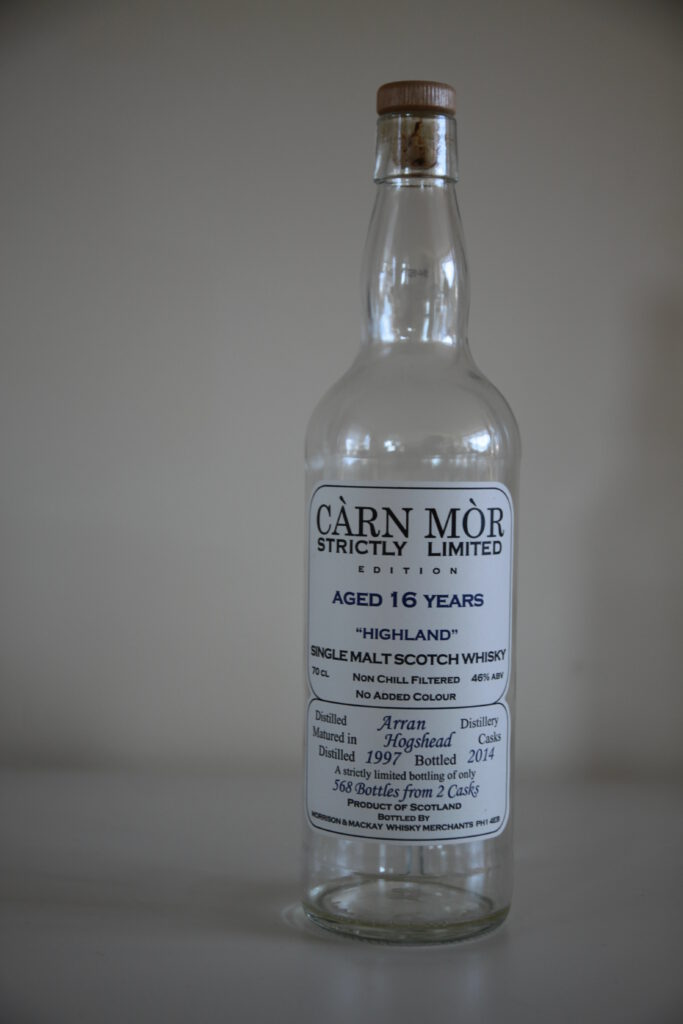 CÀRN MÒR
STRICTLY LIMITED
EDITION
AGED 16 YEARS
"HIGHLAND"
SINGLE MALT SCOTCH WHISKY
70 CL NON CHILL FILTERED 46% ABV
NO ADDED COLOUR
Distilled Arran Distillery
Matured in Hogshead Casks
Distilled 1997 Bottled 2014
A strictly limited bottling of only
568 Bottles from 2 Casks
PRODUCT OF SCOTLAND
BOTTLED BY
MORRISON & MACKAY WHISKY MERCHANTS PH1 4EB